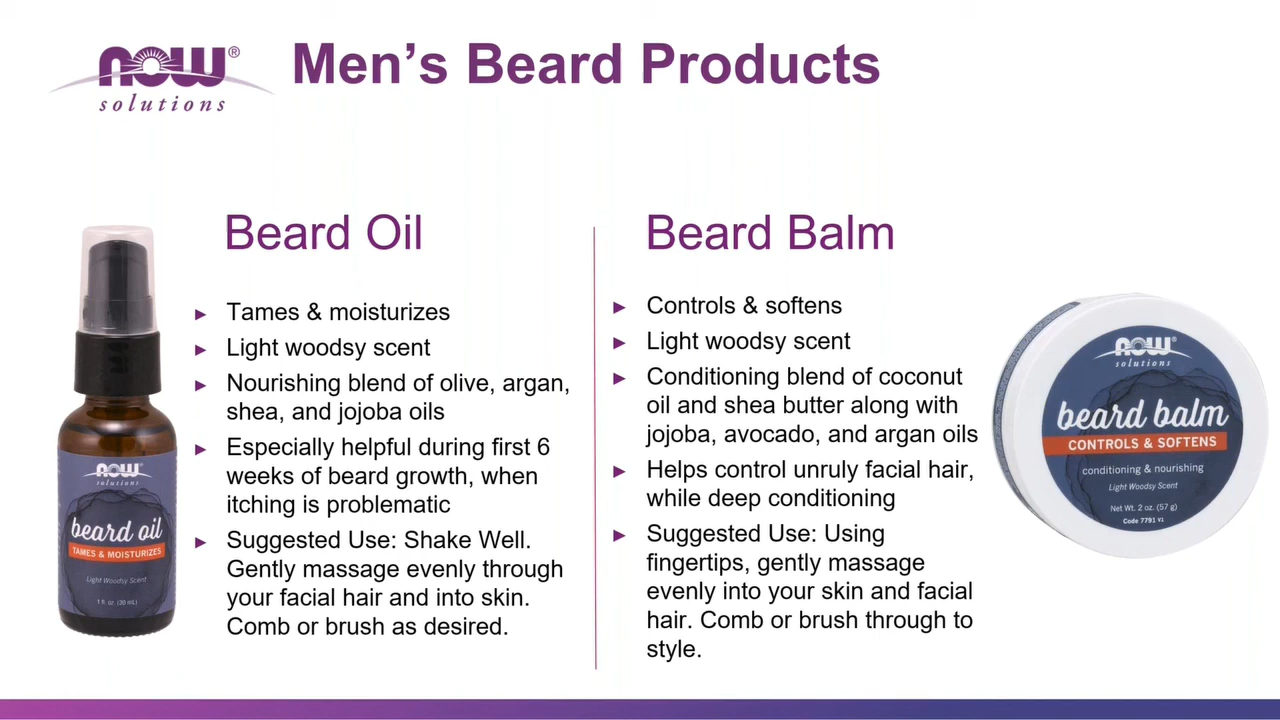 NOW®
solutions
Men’s Beard Products
Beard Oil
► Tames & moisturizes
► Light woodsy scent
► Nourishing blend of olive, argan,
shea, and jojoba oils
► Especially helpful during first 6
weeks of beard growth, when
itching is problematic
► Suggested Use: Shake Well.
Gently massage evenly through
your facial hair and into skin.
Comb or brush as desired.
NOW
solutions
beard oil
TAMES & MOISTURIZES
Light Woodsy Scent
1 fl. oz. (30 mL)
Beard Balm
► Controls & softens
► Light woodsy scent
► Conditioning blend of coconut
oil and shea butter along with
jojoba, avocado, and argan oils
► Helps control unruly facial hair,
while deep conditioning
► Suggested Use: Using
fingertips, gently massage
evenly into your skin and facial
hair. Comb or brush through to
style.
NOW®
solutions
beard balm
CONTROLS & SOFTENS
conditioning & nourishing
Light Woodsy Scent
Net Wt. 2 oz. (57 g)
Code 7791 V1